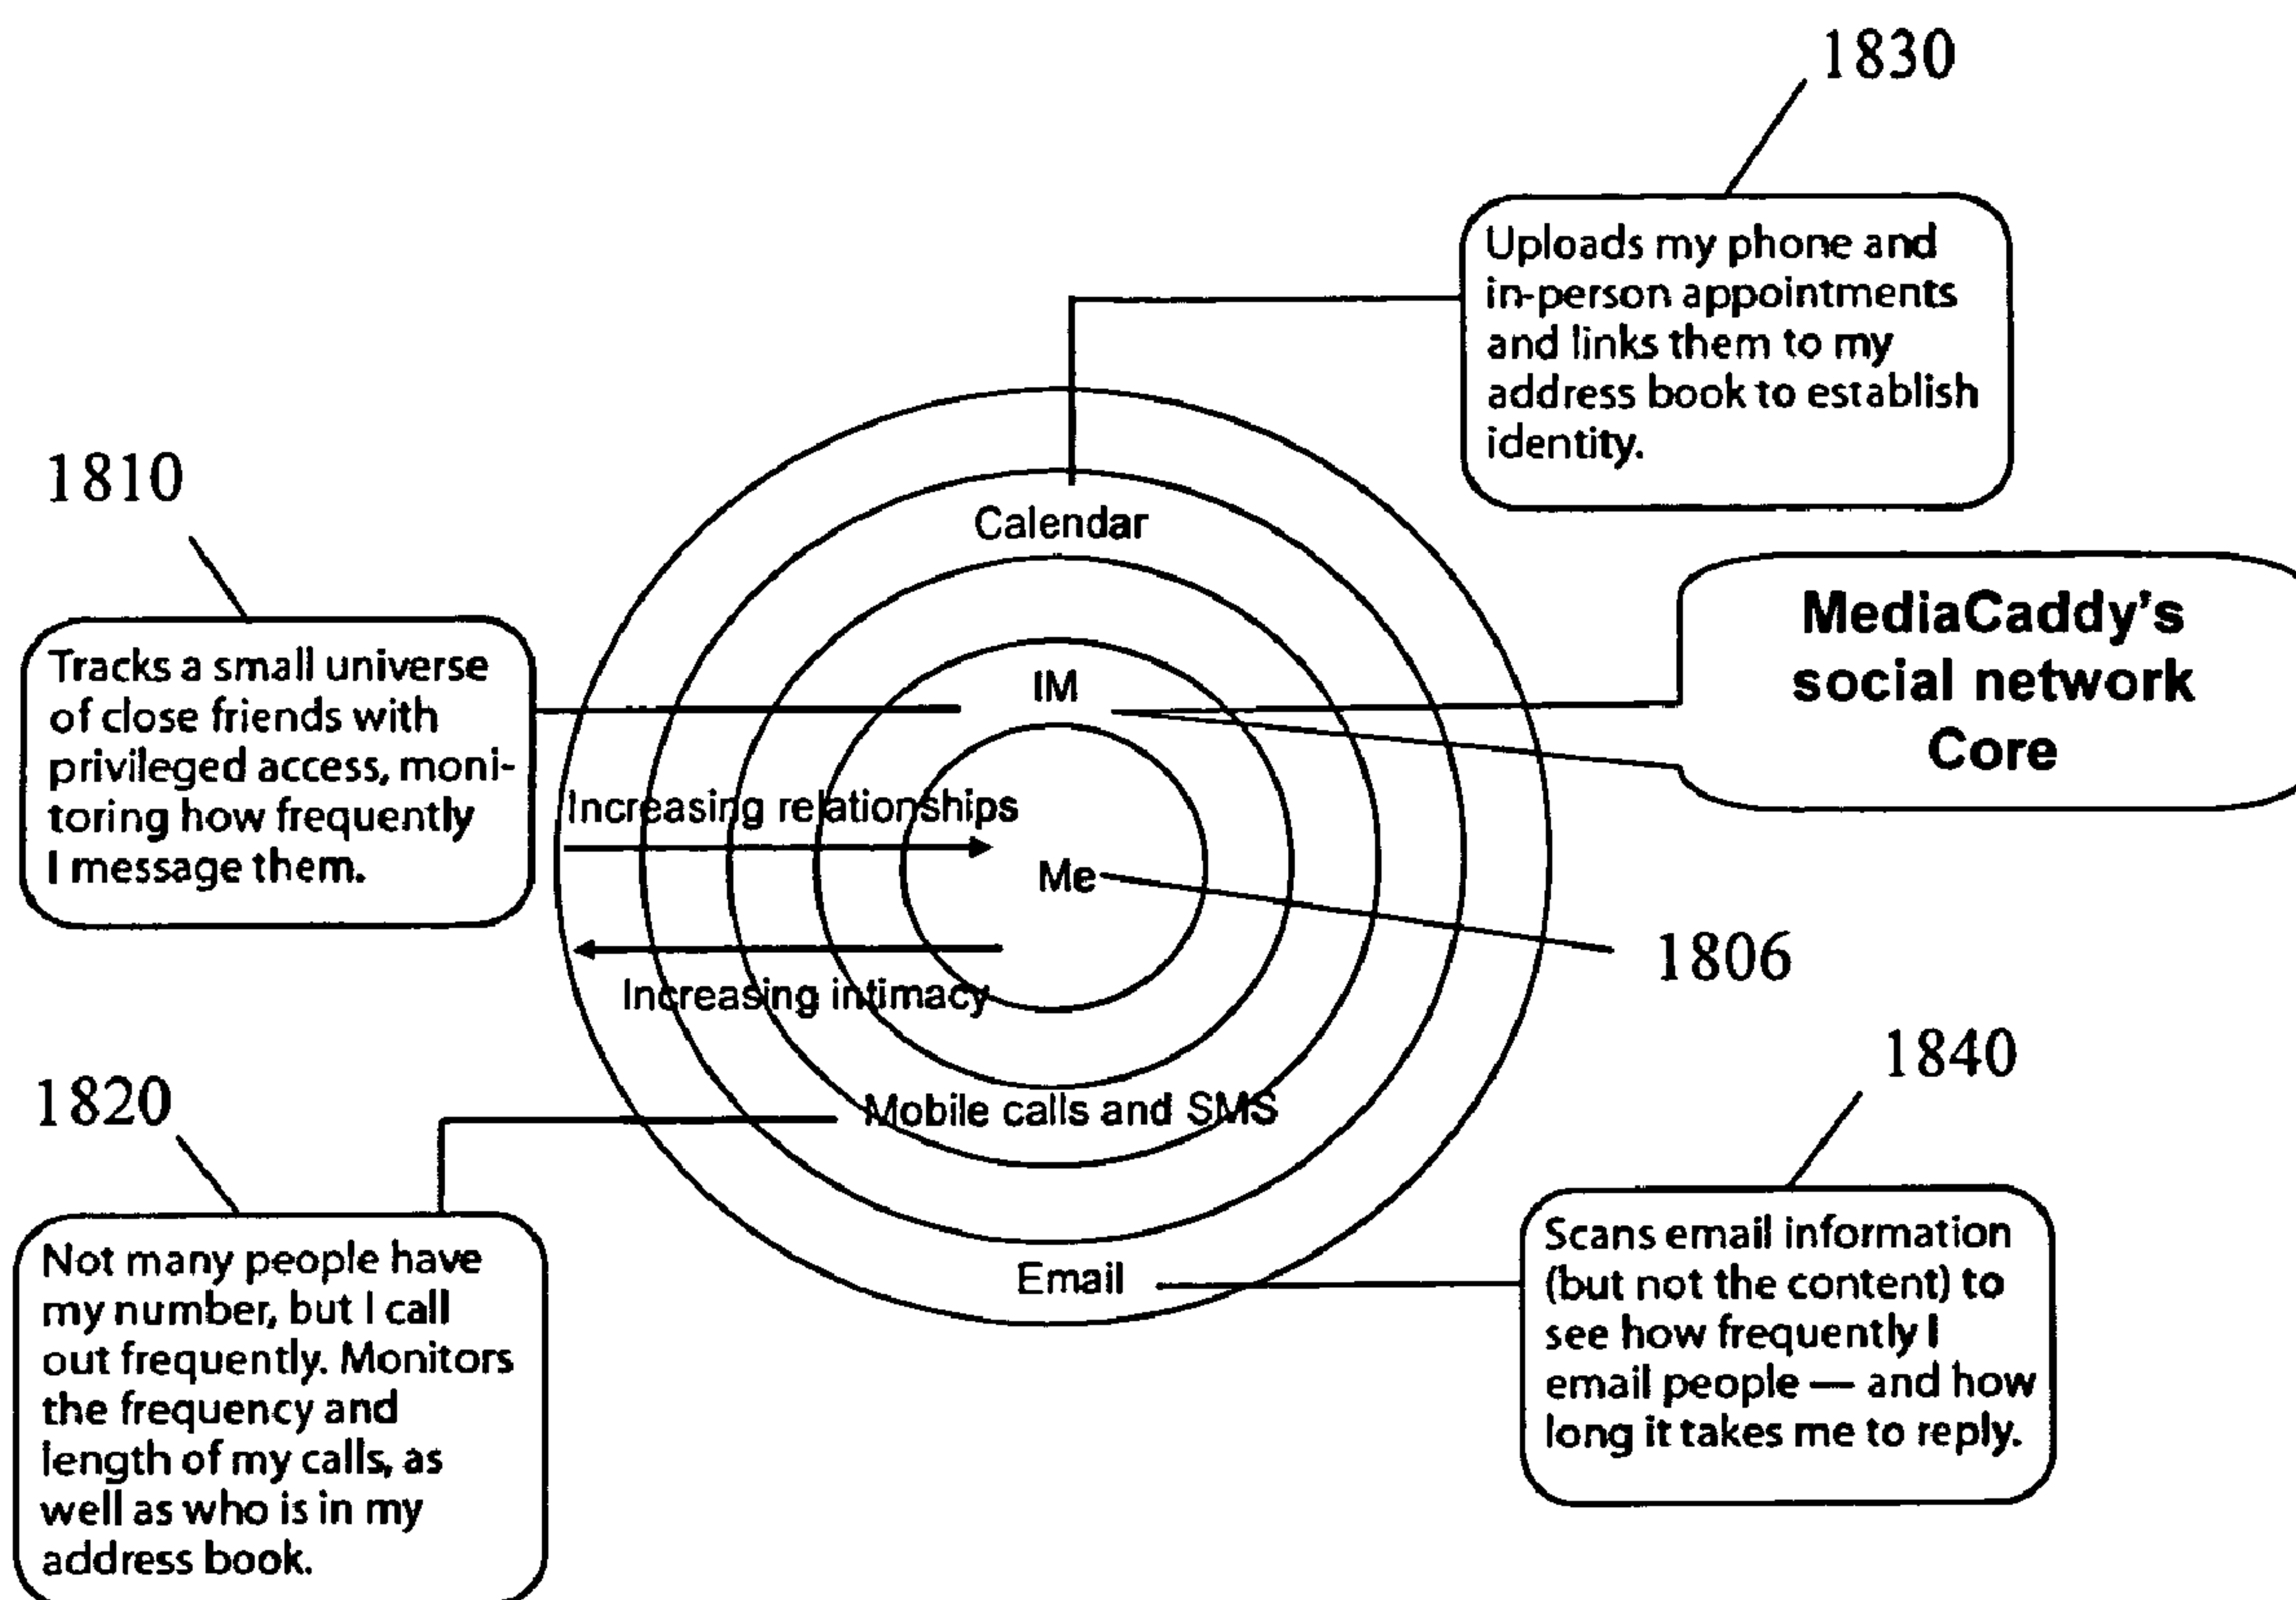 1830
Uploads my phone and
in-person appointments
and links them to my
address book to establish
identity.
1810
Tracks a small universe
of close friends with
privileged access, moni-
toring how frequently
I message them.
Calendar
IM
MediaCaddy's
social network
Core
Increasing relationships
Me
1806
Increasing intimacy
1820
Not many people have
my number, but I call
out frequently. Monitors
the frequency and
length of my calls, as
well as who is in my
address book.
Mobile calls and SMS
Email
1840
Scans email information
(but not the content) to
see how frequently I
email people — and how
long it takes me to reply.